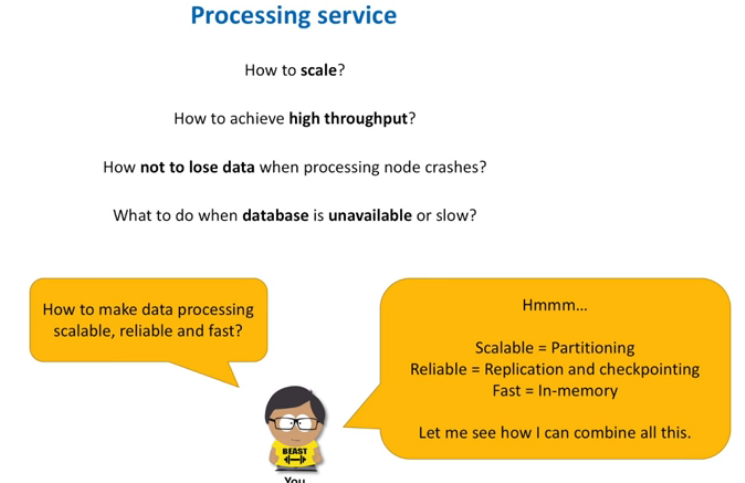 Processing service
How to scale?
How to achieve high throughput?
How not to lose data when processing node crashes?
What to do when database is unavailable or slow?
How to make data processing
scalable, reliable and fast?
Hmmm...
Scalable = Partitioning
Reliable = Replication and checkpointing
Fast = In-memory
Let me see how I can combine all this.
BEAST
You